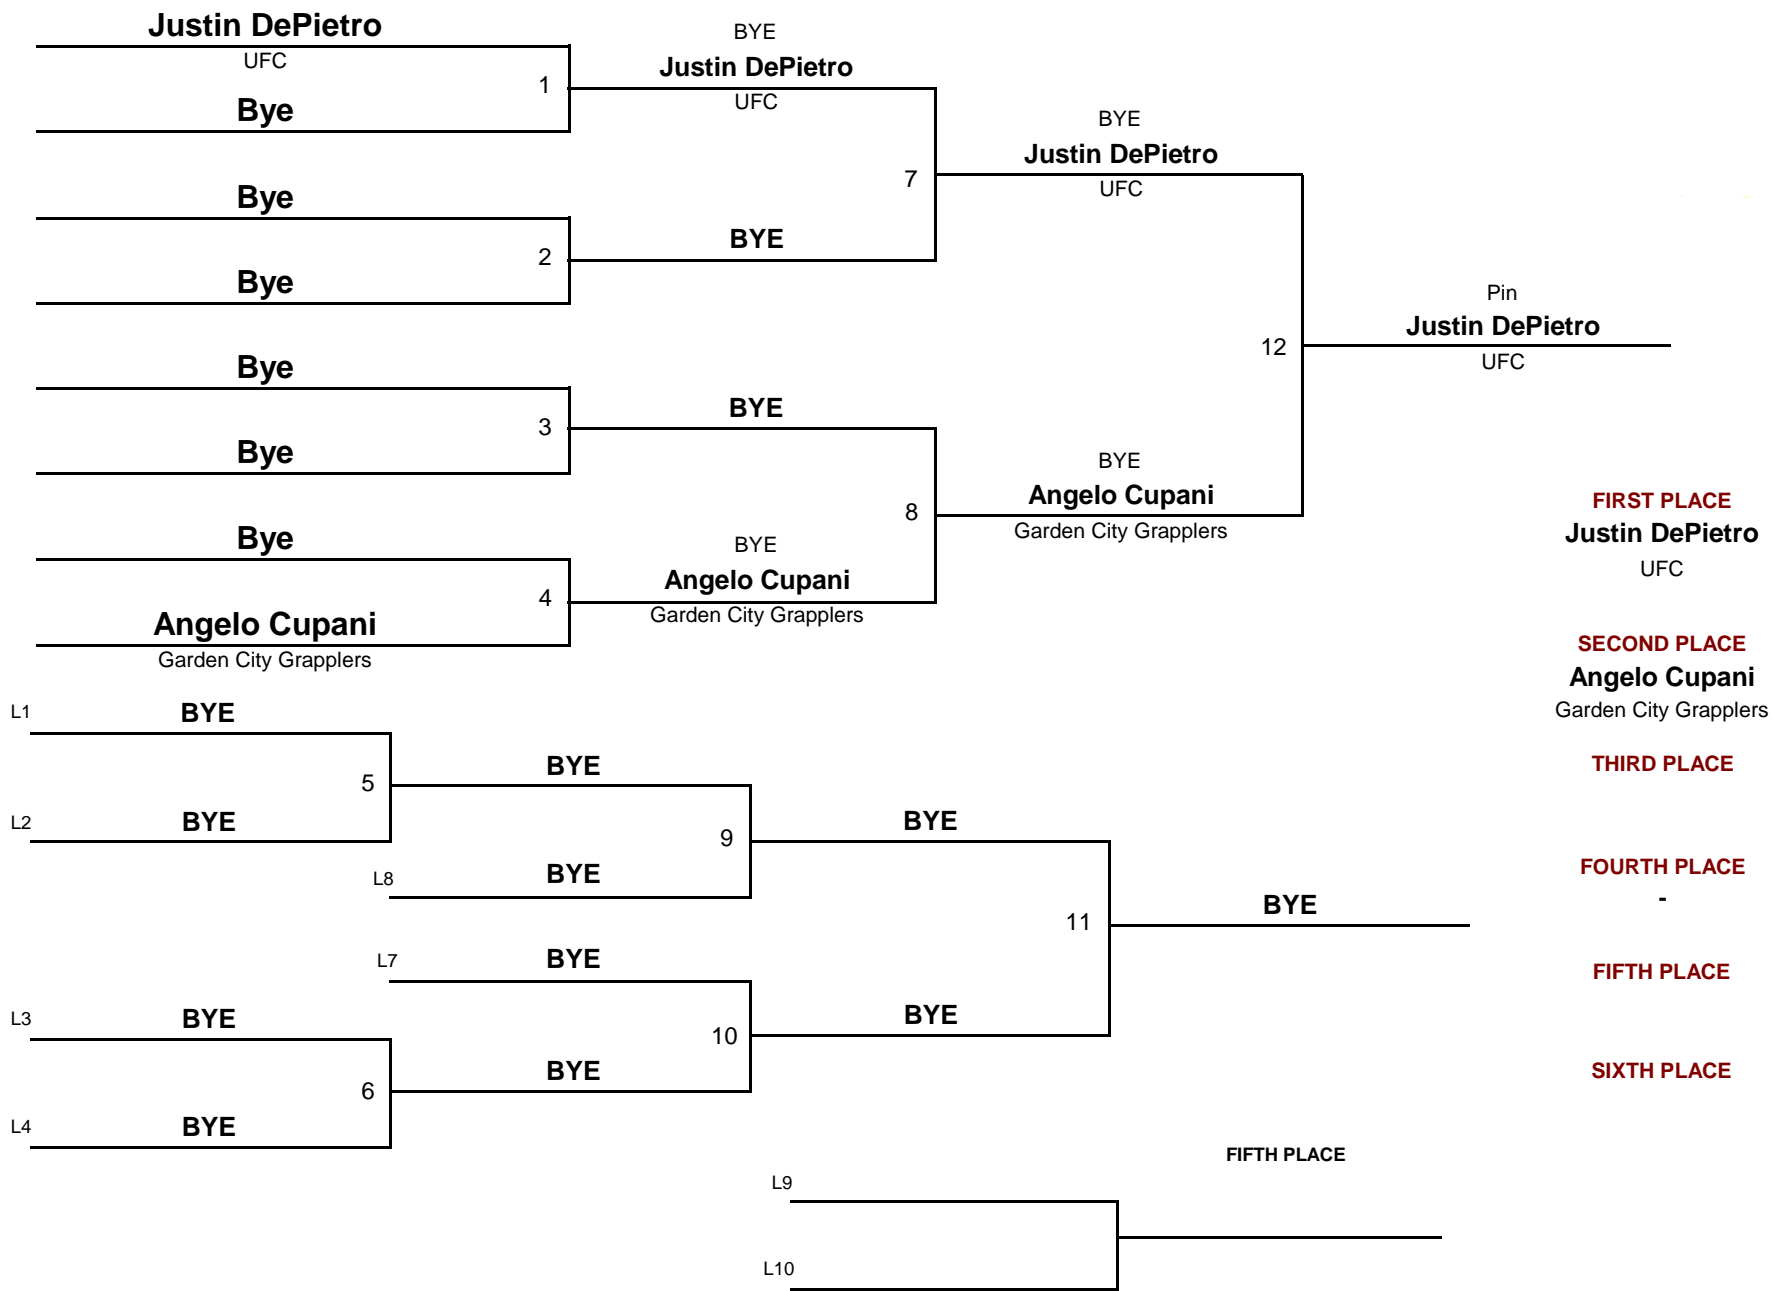 Justin DePietro
UFC
1
Bye
Bye
2
Bye
Bye
3
Bye
Bye
4
Angelo Cupani
Garden City Grapplers
BYE
Justin DePietro
UFC
7
BYE
BYE
8
BYE
Angelo Cupani
Garden City Grapplers
BYE
Justin DePietro
UFC
12
BYE
Angelo Cupani
Garden City Grapplers
Pin
Justin DePietro
UFC
FIRST PLACE
Justin DePietro
UFC
SECOND PLACE
Angelo Cupani
Garden City Grapplers
THIRD PLACE
FOURTH PLACE
-
FIFTH PLACE
SIXTH PLACE
L1 BYE
5
L2 BYE
L3 BYE
6
L4 BYE
BYE
9
L8 BYE
L7 BYE
10
BYE
BYE
11
BYE
BYE
FIFTH PLACE
L9
L10